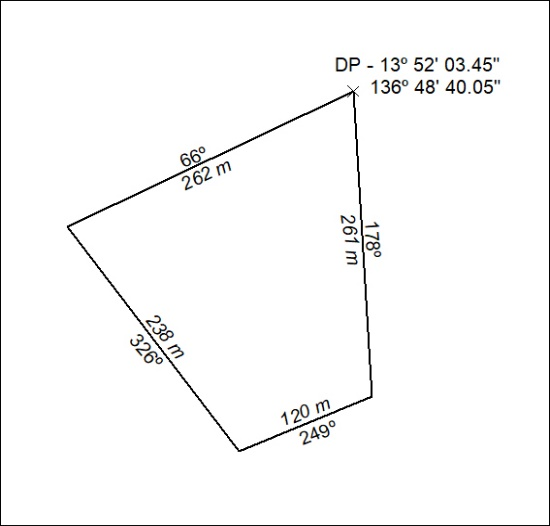 DP - 13º 52' 03.45"
136º 48' 40.05"
66º
262 m
178º
261 m
238 m
326º
120 m
249º